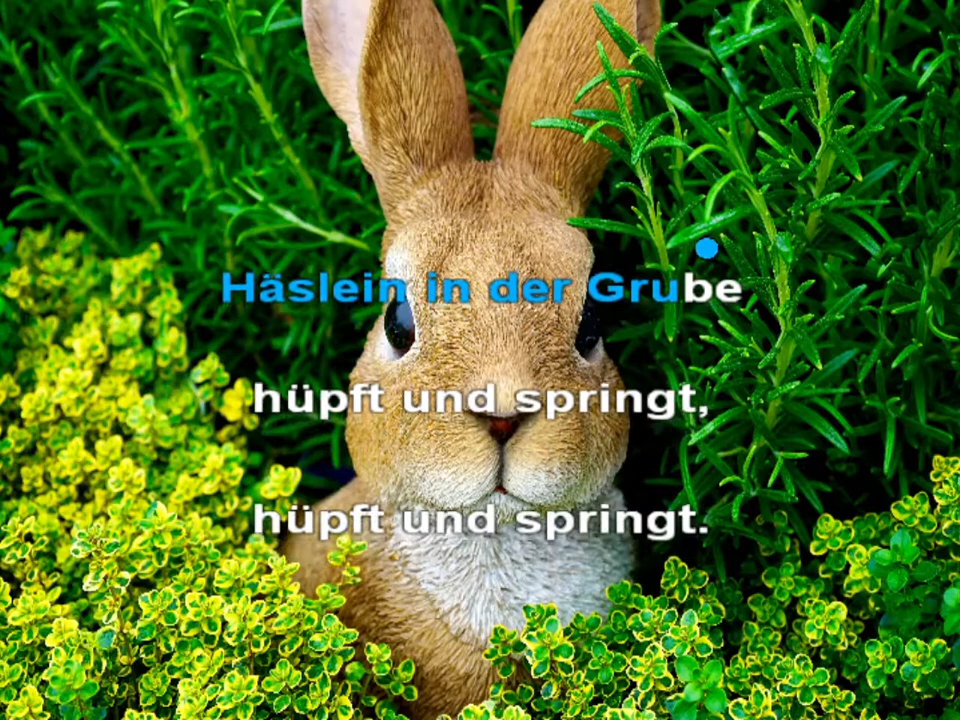 Häslein in der Grube
hüpft und springt,
hüpft und springt.